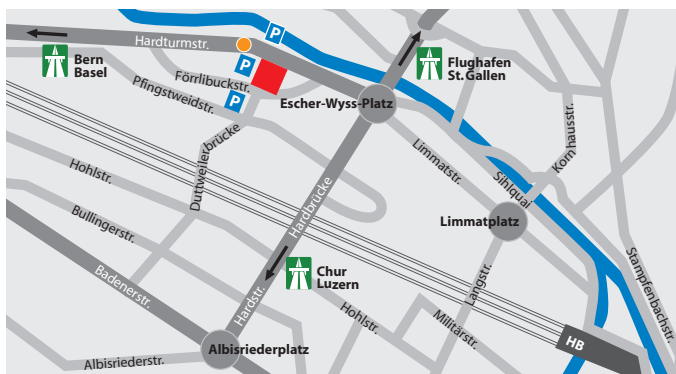 Hardturmstr.
P
Bern
Basel
P
Flughafen
St. Gallen
Förrlibuckstr.
Pfingstweidstr.
P
Escher-Wyss-Platz
Duttweilerbrücke
Limmatstr.
Kornhausstr.
Hohlstr.
Sihlquai
Bullingerstr.
Hardbrücke
Limmatplatz
Badenerstr.
Chur
Luzern
Langstr.
Stampfenbachstr.
Hardstr.
Hohlstr.
Militärstr.
HB
Albisriederplatz
Albisriederstr.